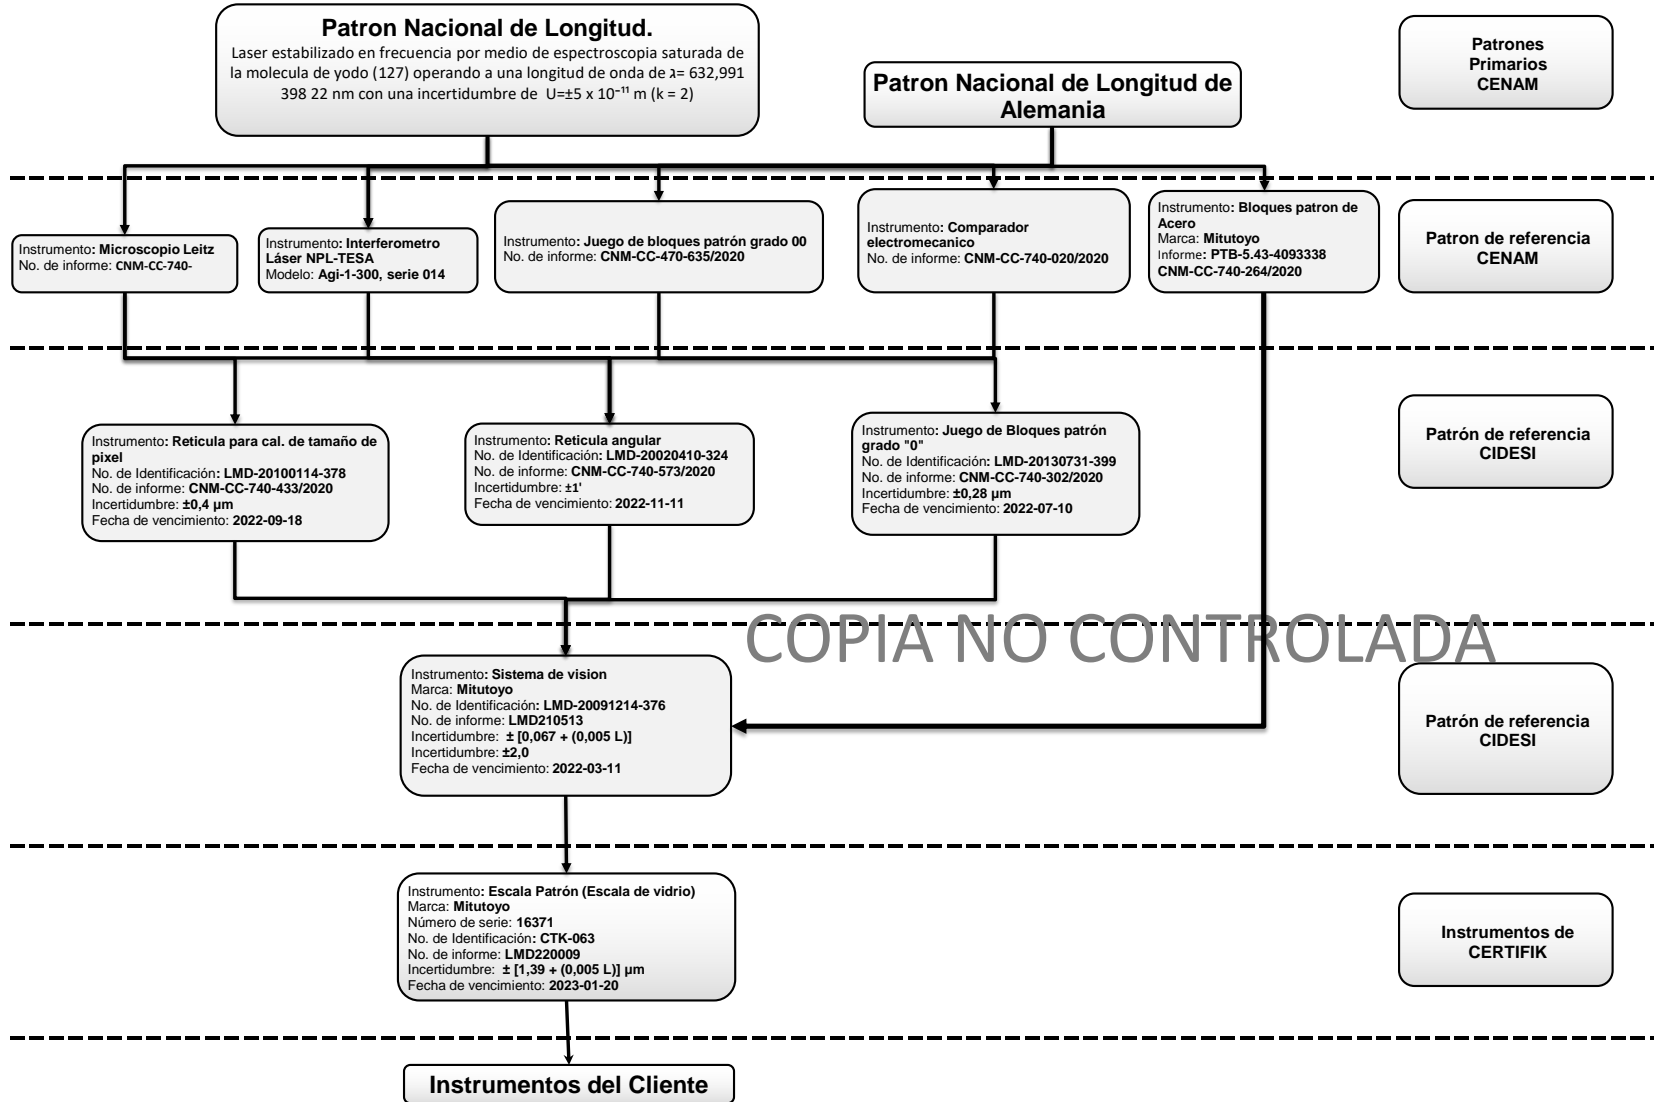 Patron Nacional de Longitud.
Laser estabilizado en frecuencia por medio de espectroscopia saturada de
la molecula de yodo (127) operando a una longitud de onda de λ= 632,991
398 22 nm con una incertidumbre de U=±5 x 10⁻¹¹ m (k = 2)
Patron Nacional de Longitud de
Alemania
Patrones
Primarios
CENAM
Instrumento: Microscopio Leitz
No. de informe: CNM-CC-740-
Instrumento: Interferometro
Láser NPL-TESA
Modelo: Agi-1-300, serie 014
Instrumento: Juego de bloques patrón grado 00
No. de informe: CNM-CC-470-635/2020
Instrumento: Comparador
electromecanico
No. de informe: CNM-CC-740-020/2020
Instrumento: Bloques patron de
Acero
Marca: Mitutoyo
Informe: PTB-5.43-4093338
CNM-CC-740-264/2020
Patron de referencia
CENAM
Instrumento: Reticula para cal. de tamaño de
pixel
No. de Identificación: LMD-20100114-378
No. de informe: CNM-CC-740-433/2020
Incertidumbre: ±0,4 µm
Fecha de vencimiento: 2022-09-18
Instrumento: Reticula angular
No. de Identificación: LMD-20020410-324
No. de informe: CNM-CC-740-573/2020
Incertidumbre: ±1'
Fecha de vencimiento: 2022-11-11
Instrumento: Juego de Bloques patrón
grado "0"
No. de Identificación: LMD-20130731-399
No. de informe: CNM-CC-740-302/2020
Incertidumbre: ±0,28 µm
Fecha de vencimiento: 2022-07-10
Patrón de referencia
CIDESI
COPIA NO CONTROLADA
Instrumento: Sistema de vision
Marca: Mitutoyo
No. de Identificación: LMD-20091214-376
No. de informe: LMD210513
Incertidumbre: ± [0,067 + (0,005 L)]
Incertidumbre: ±2,0
Fecha de vencimiento: 2022-03-11
Patrón de referencia
CIDESI
Instrumento: Escala Patrón (Escala de vidrio)
Marca: Mitutoyo
Número de serie: 16371
No. de Identificación: CTK-063
No. de informe: LMD220009
Incertidumbre: ± [1,39 + (0,005 L)] µm
Fecha de vencimiento: 2023-01-20
Instrumentos de
CERTIFIK
Instrumentos del Cliente